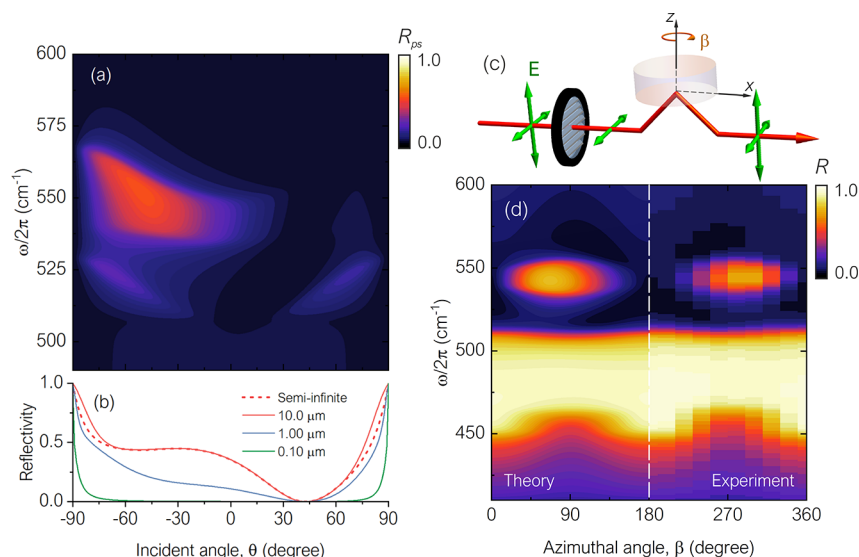 (a)
R_ps
1.0
0.0
600
575
550
525
500
ω/2π (cm⁻¹)
(b)
Semi-infinite
10.0 μm
1.00 μm
0.10 μm
1.0
0.5
0.0
Reflectivity
-90 -60 -30 0 30 60 90
Incident angle, θ (degree)
(c)
E
z
β
x
R
1.0
0.0
(d)
600
550
500
450
ω/2π (cm⁻¹)
Theory
Experiment
0 90 180 270 360
Azimuthal angle, β (degree)